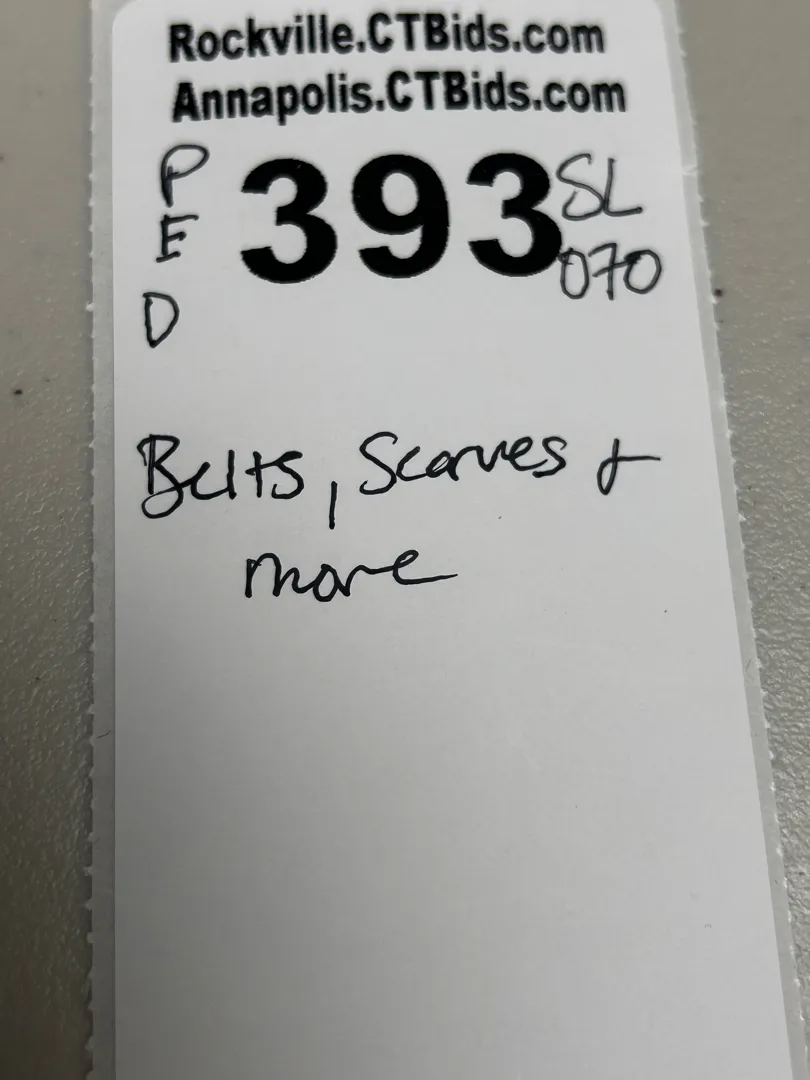 Rockville.CTBids.com
Annapolis.CTBids.com
P
E
D
393
SL
070
Belts, Scarves &
more